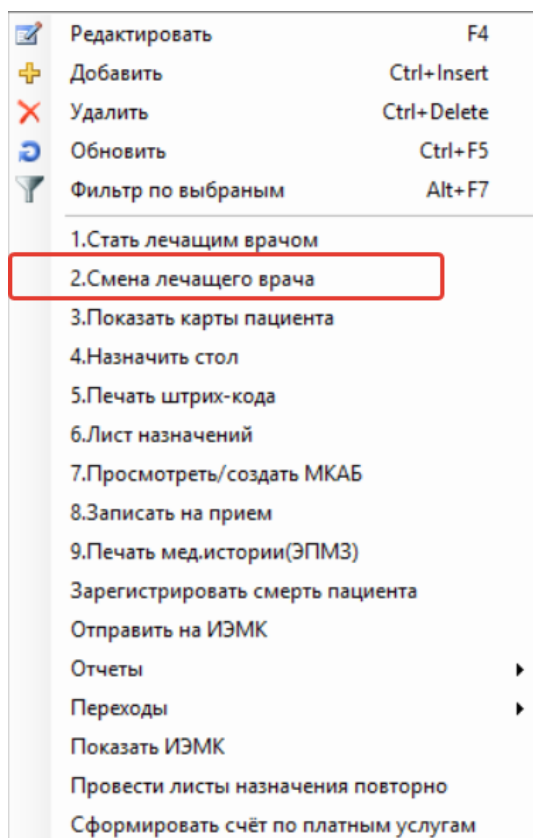 Редактировать F4
Добавить Ctrl+Insert
Удалить Ctrl+Delete
Обновить Ctrl+F5
Фильтр по выбраным Alt+F7
1.Стать лечащим врачом
2.Смена лечащего врача
3.Показать карты пациента
4.Назначить стол
5.Печать штрих-кода
6.Лист назначений
7.Просмотреть/создать МКАБ
8.Записать на прием
9.Печать мед.истории(ЭПМЗ)
Зарегистрировать смерть пациента
Отправить на ИЭМК
Отчеты
Переходы
Показать ИЭМК
Провести листы назначения повторно
Сформировать счёт по платным услугам